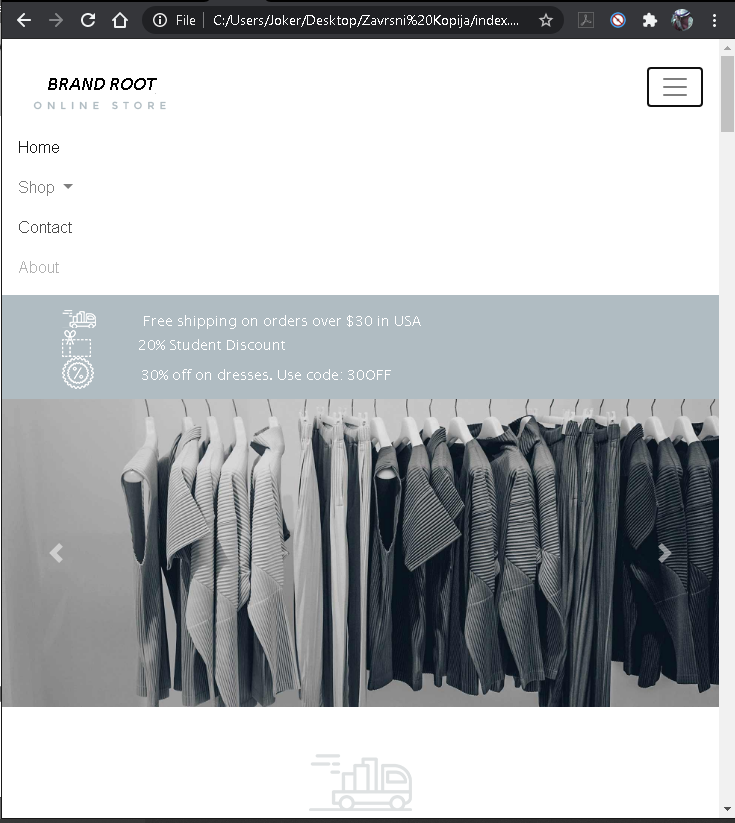 File
C:/Users/Joker/Desktop/Zavrsni%20Kopija/index....
BRAND ROOT
ONLINE STORE
Home
Shop
Contact
About
Free shipping on orders over $30 in USA
20% Student Discount
%
30% off on dresses. Use code: 30OFF